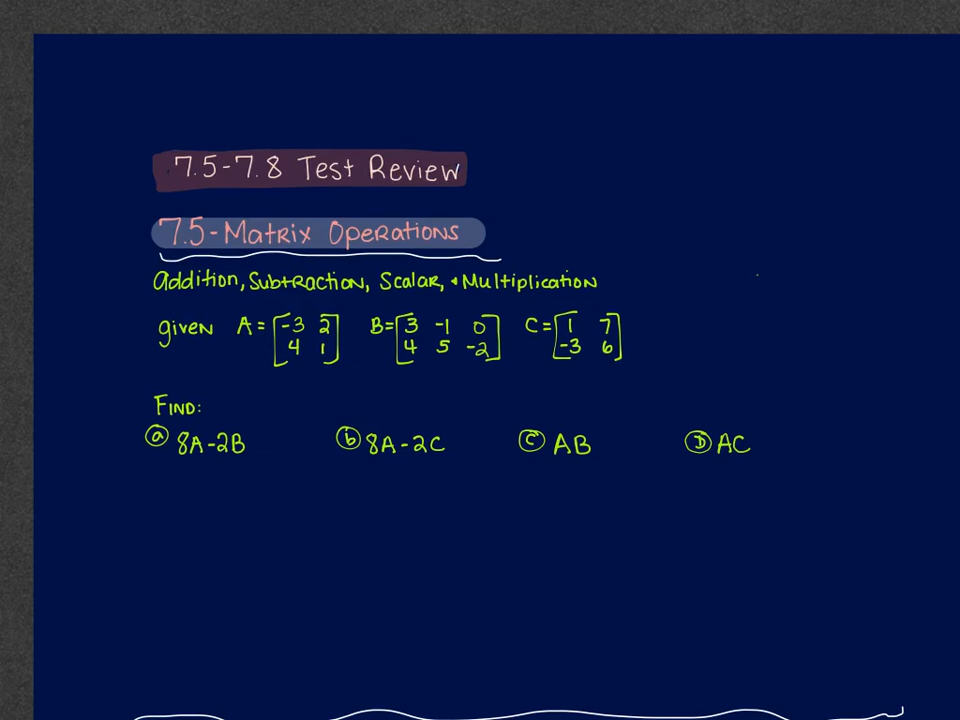 7.5-7.8 Test Review
7.5-Matrix Operations
Addition, Subtraction, Scalar, + Multiplication
given A = [-3 2 B = [3 -1 0 C = [1 7
4 1] 4 5 -2] -3 6]
Find:
ⓐ 8A-2B ⓑ 8A-2C ⓒ AB Ⓓ AC